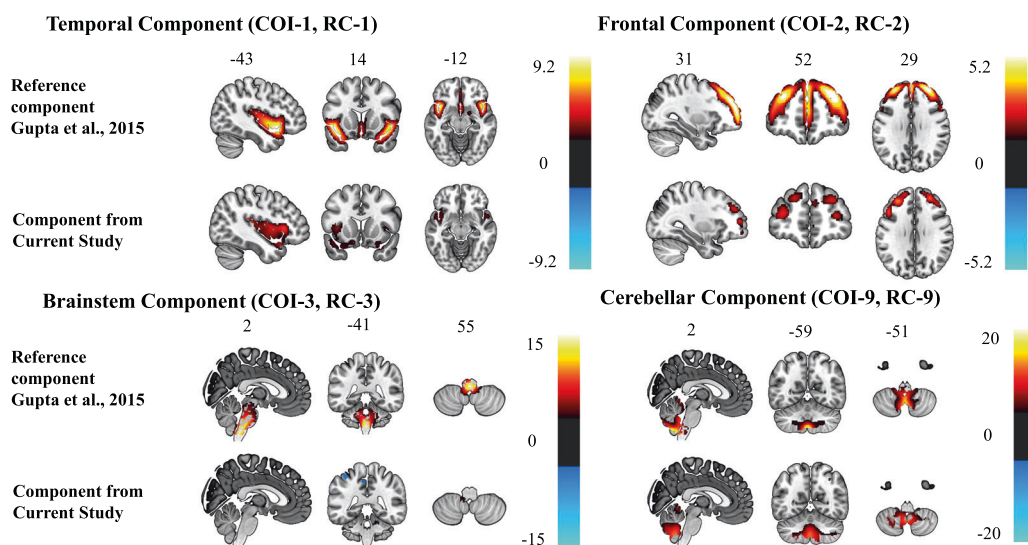 Temporal Component (COI-1, RC-1)
-43 14 -12
Reference
component
Gupta et al., 2015
Component from
Current Study
9.2
0
-9.2
Frontal Component (COI-2, RC-2)
31 52 29
5.2
0
-5.2
Brainstem Component (COI-3, RC-3)
2 -41 55
Reference
component
Gupta et al., 2015
Component from
Current Study
15
0
-15
Cerebellar Component (COI-9, RC-9)
2 -59 -51
20
0
-20